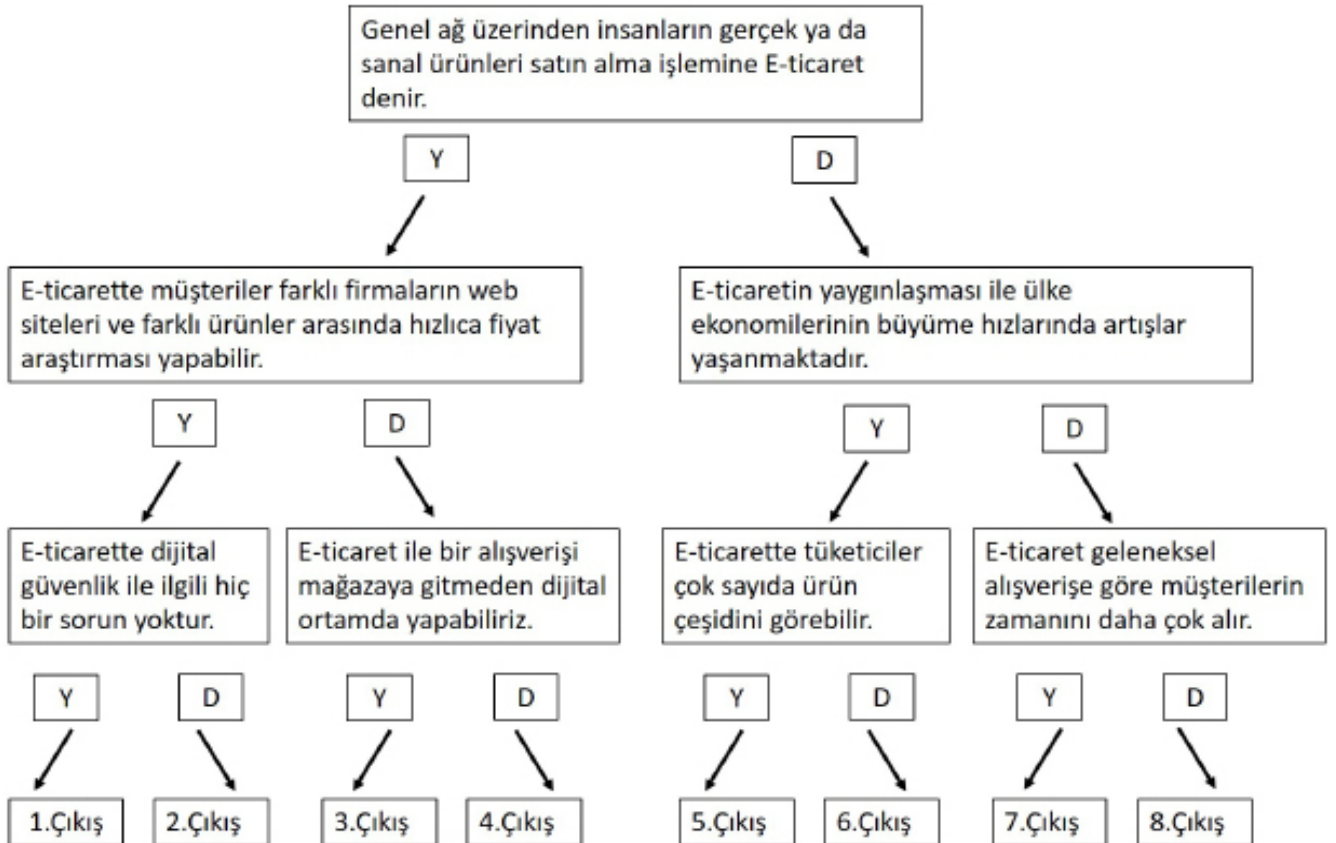 Genel ağ üzerinden insanların gerçek ya da
sanal ürünleri satın alma işlemine E-ticaret
denir.
Y
D
E-ticarette müşteriler farklı firmaların web
siteleri ve farklı ürünler arasında hızlıca fiyat
araştırması yapabilir.
E-ticaretin yaygınlaşması ile ülke
ekonomilerinin büyüme hızlarında artışlar
yaşanmaktadır.
Y
D
Y
D
E-ticarette dijital
güvenlik ile ilgili hiç
bir sorun yoktur.
E-ticaret ile bir alışverişi
mağazaya gitmeden dijital
ortamda yapabiliriz.
E-ticarette tüketiciler
çok sayıda ürün
çeşidini görebilir.
E-ticaret geleneksel
alışverişe göre müşterilerin
zamanını daha çok alır.
Y
D
Y
D
Y
D
Y
D
1.Çıkış
2.Çıkış
3.Çıkış
4.Çıkış
5.Çıkış
6.Çıkış
7.Çıkış
8.Çıkış